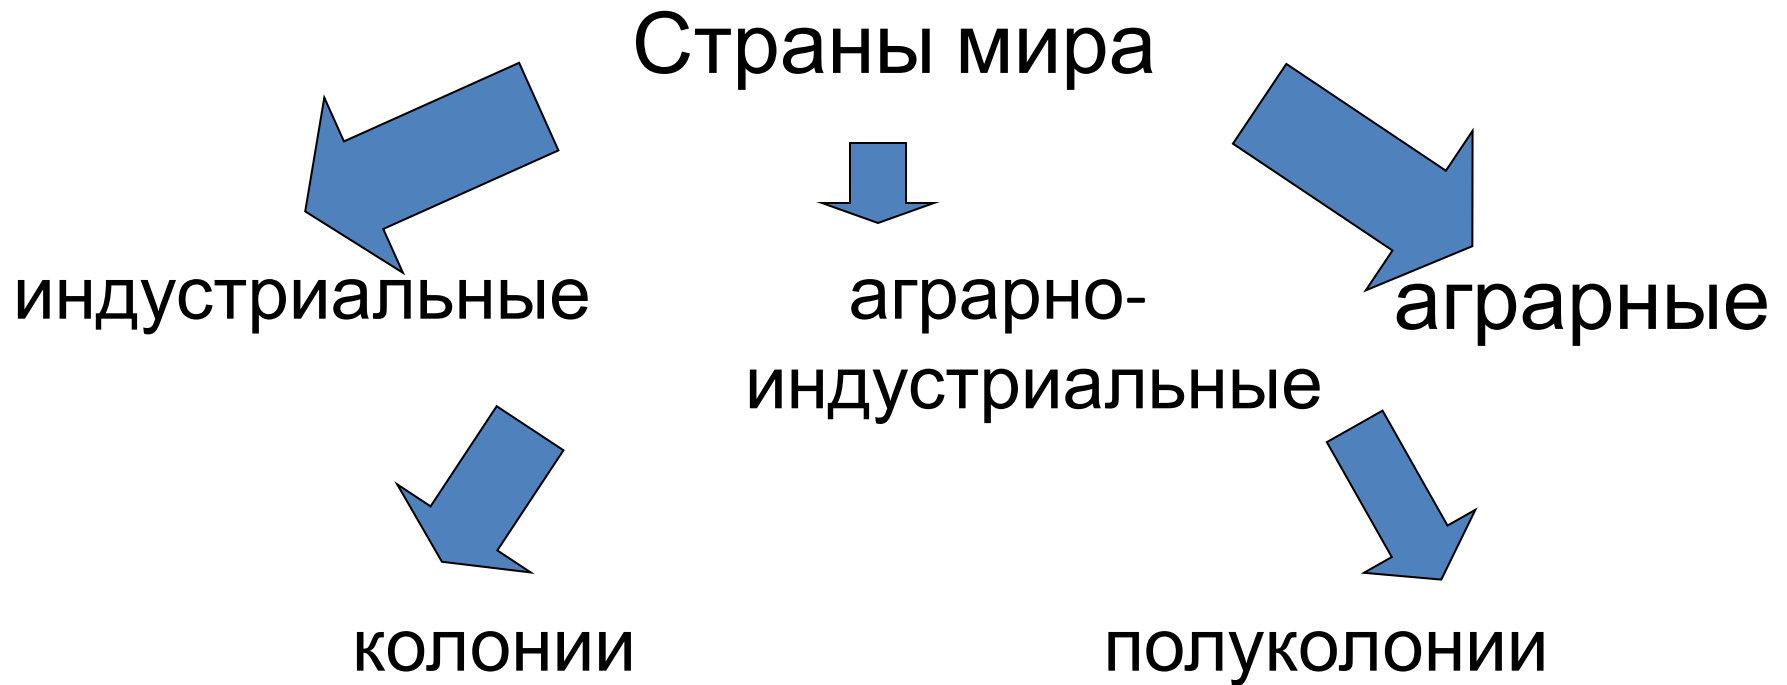 Страны мира
индустриальные
аграрно-
индустриальные
аграрные
колонии
полуколонии